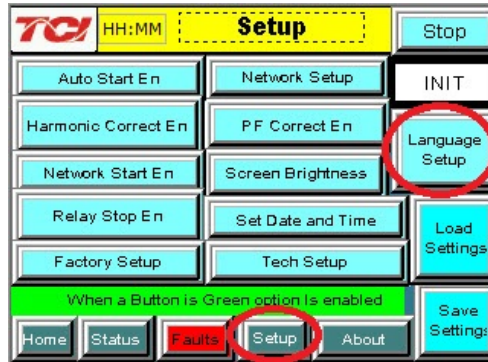 TCI HH:MM Setup Stop
Auto Start En Network Setup INIT
Harmonic Correct En PF Correct En Language
Setup
Network Start En Screen Brightness
Relay Stop En Set Date and Time Load
Settings
Factory Setup Tech Setup
When a Button is Green option Is enabled Save
Settings
Home Status Faults Setup About